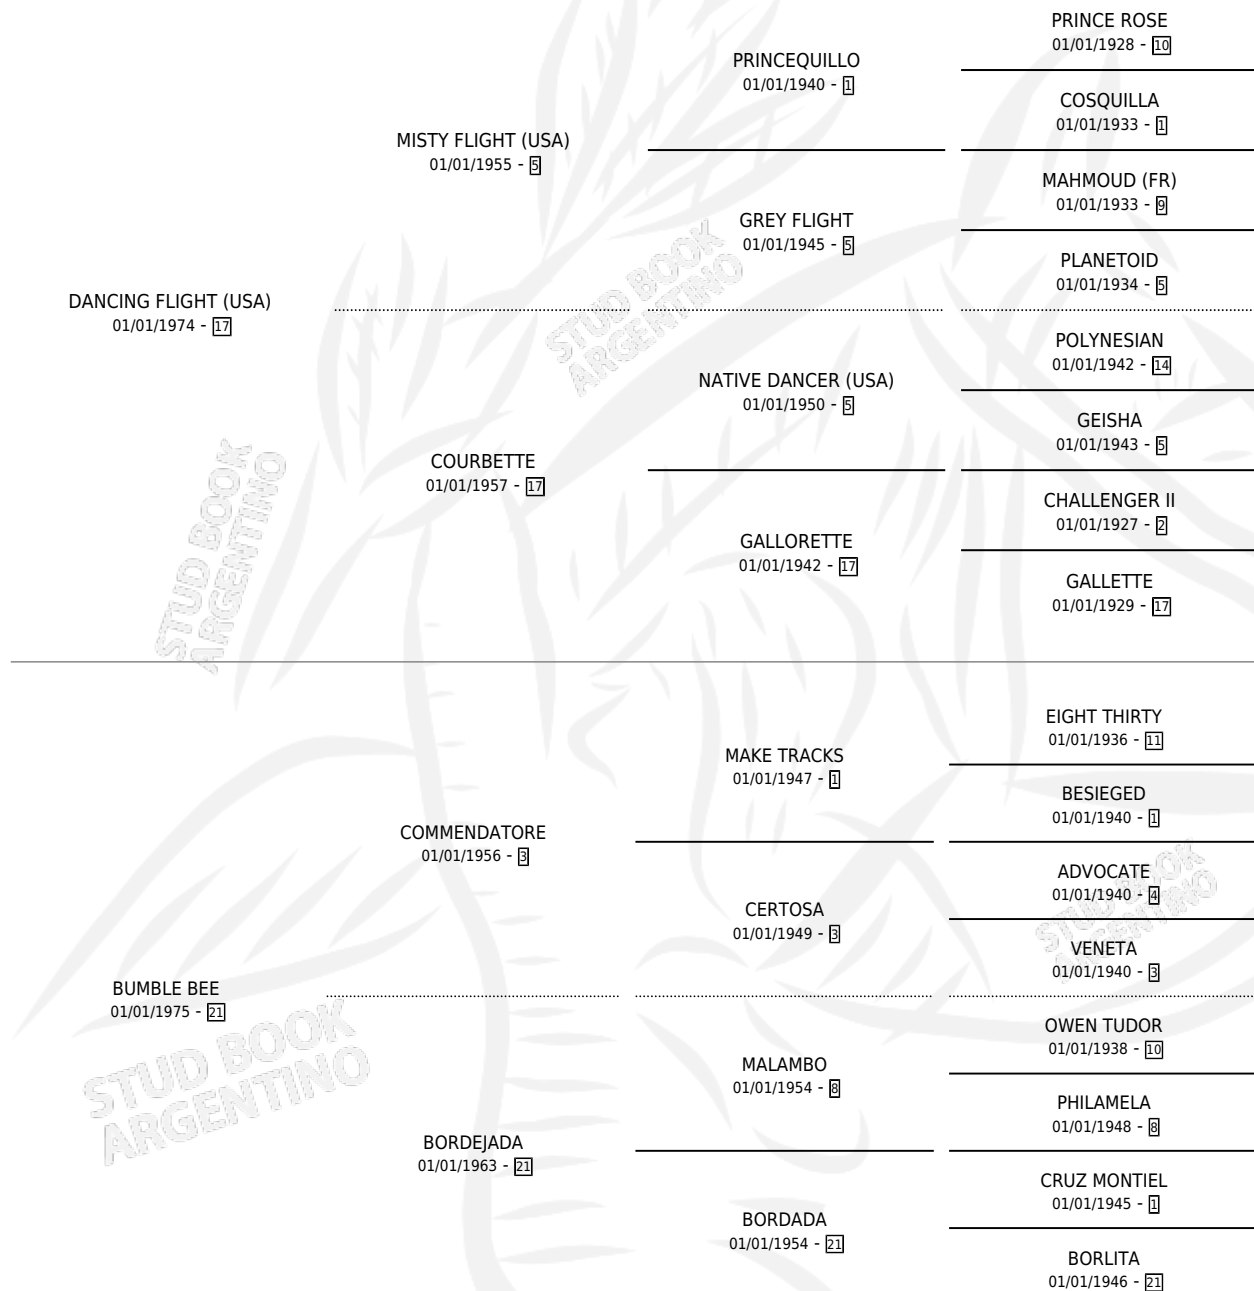 PRINCE ROSE
01/01/1928 - 10
PRINCEQUILLO
01/01/1940 - 1
COSQUILLA
01/01/1933 - 1
MISTY FLIGHT (USA)
01/01/1955 - 5
MAHMOUD (FR)
01/01/1933 - 9
GREY FLIGHT
01/01/1945 - 5
PLANETOID
01/01/1934 - 5
DANCING FLIGHT (USA)
01/01/1974 - 17
POLYNESIAN
01/01/1942 - 14
NATIVE DANCER (USA)
01/01/1950 - 5
GEISHA
01/01/1943 - 5
COURBETTE
01/01/1957 - 17
CHALLENGER II
01/01/1927 - 2
GALLORETTE
01/01/1942 - 17
GALLETTE
01/01/1929 - 17
STUD BOOK
ARGENTINO
STUD BOOK
ARGENTINO
EIGHT THIRTY
01/01/1936 - 11
MAKE TRACKS
01/01/1947 - 1
BESIEGED
01/01/1940 - 1
COMMENDATORE
01/01/1956 - 3
ADVOCATE
01/01/1940 - 4
CERTOSA
01/01/1949 - 3
VENETA
01/01/1940 - 3
BUMBLE BEE
01/01/1975 - 21
OWEN TUDOR
01/01/1938 - 10
MALAMBO
01/01/1954 - 8
PHILAMELA
01/01/1948 - 8
BORDEJADA
01/01/1963 - 21
CRUZ MONTIEL
01/01/1945 - 1
BORDADA
01/01/1954 - 21
BORLITA
01/01/1946 - 21
STUD BOOK
ARGENTINO
STUD BOOK
ARGENTINO